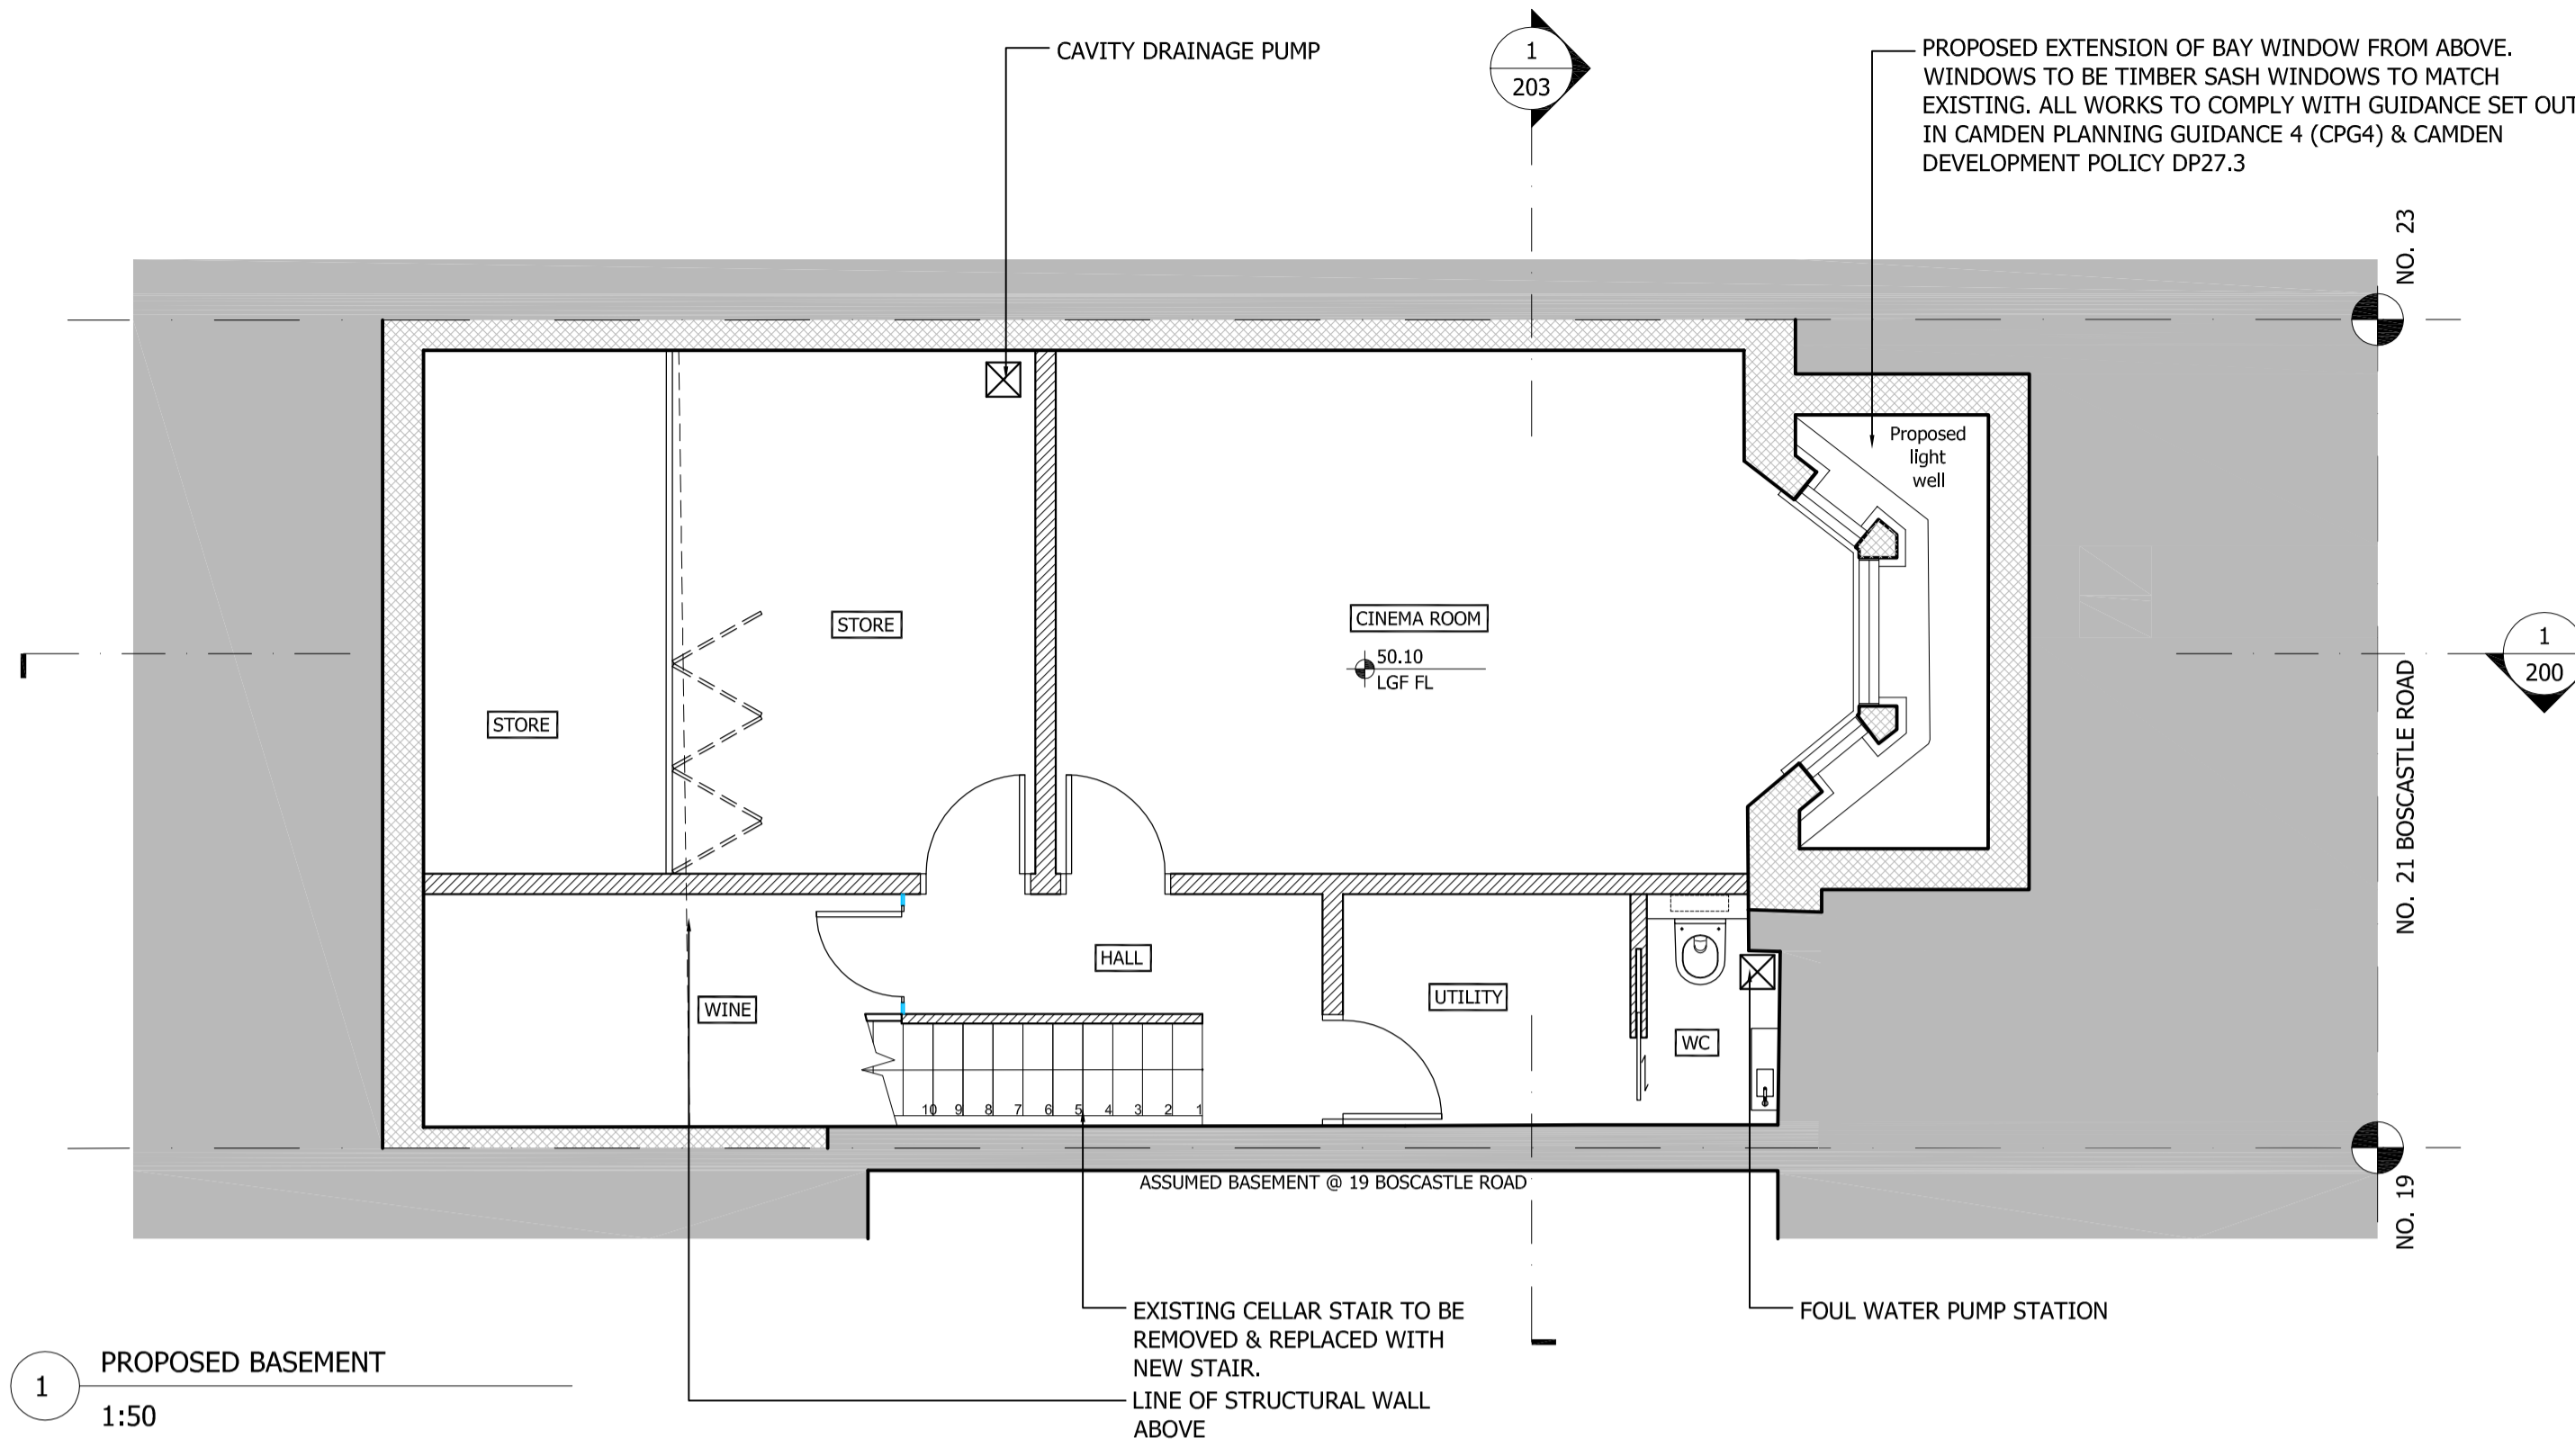 CAVITY DRAINAGE PUMP
1
203
PROPOSED EXTENSION OF BAY WINDOW FROM ABOVE.
WINDOWS TO BE TIMBER SASH WINDOWS TO MATCH
EXISTING. ALL WORKS TO COMPLY WITH GUIDANCE SET OUT
IN CAMDEN PLANNING GUIDANCE 4 (CPG4) & CAMDEN
DEVELOPMENT POLICY DP27.3
NO. 23
Proposed
light
well
STORE
CINEMA ROOM
50.10
LGF FL
1
200
STORE
NO. 21 BOSCASTLE ROAD
HALL
WINE
UTILITY
WC
10 9 8 7 6 5 4 3 2 1
ASSUMED BASEMENT @ 19 BOSCASTLE ROAD
NO. 19
EXISTING CELLAR STAIR TO BE
REMOVED & REPLACED WITH
NEW STAIR.
FOUL WATER PUMP STATION
LINE OF STRUCTURAL WALL
ABOVE
1
PROPOSED BASEMENT
1:50